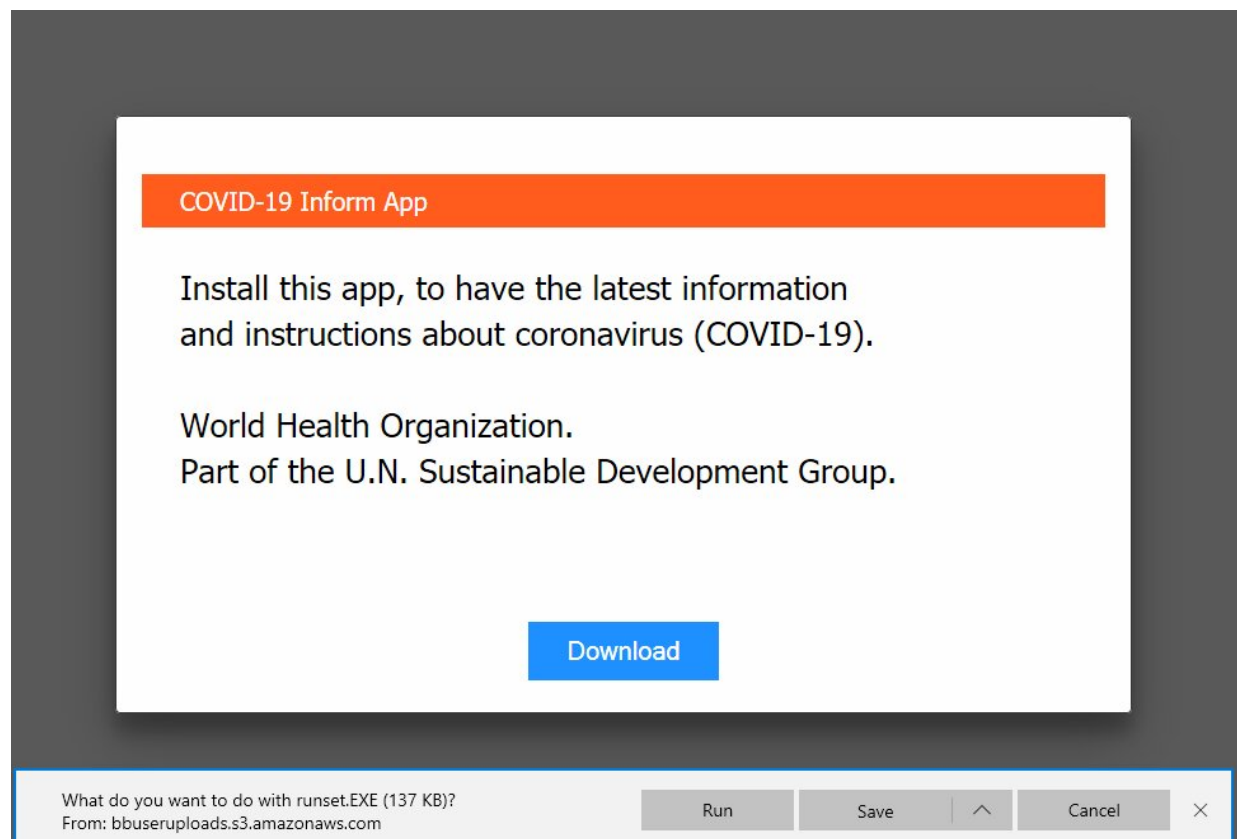 COVID-19 Inform App
Install this app, to have the latest information
and instructions about coronavirus (COVID-19).
World Health Organization.
Part of the U.N. Sustainable Development Group.
Download
What do you want to do with runset.EXE (137 KB)?
From: bbuseruploads.s3.amazonaws.com
Run
Save
Cancel